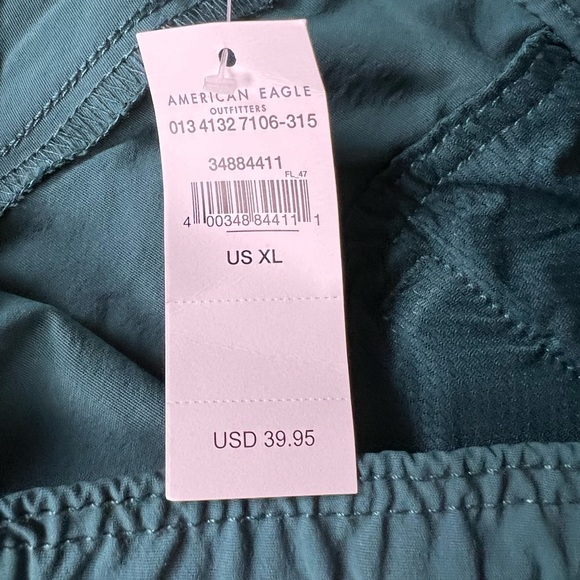 AMERICAN EAGLE
OUTFITTERS
013 4132 7106-315
34884411
FL_47
4 00348 84411 1
US XL
USD 39.95